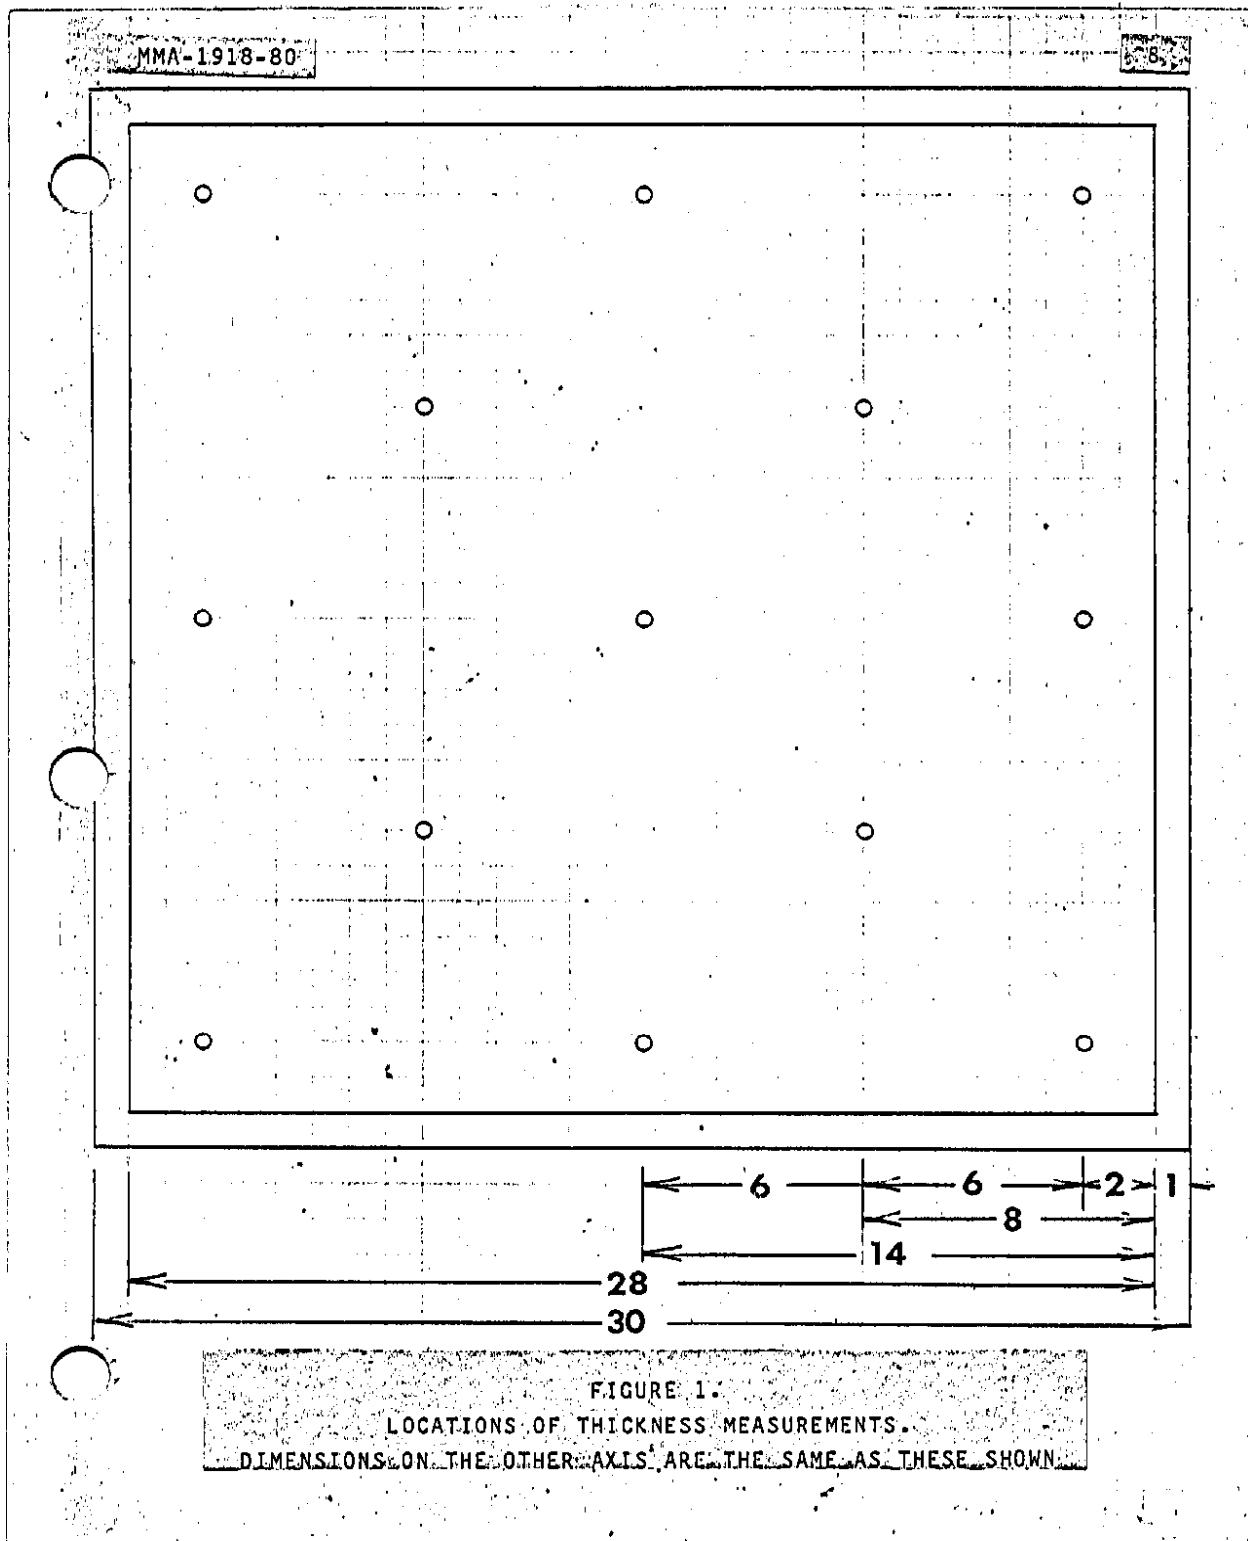 MMA-1918-80
8
6 6 2 1
8
14
28
30
FIGURE 1.
LOCATIONS OF THICKNESS MEASUREMENTS.
DIMENSIONS ON THE OTHER AXIS ARE THE SAME AS THESE SHOWN